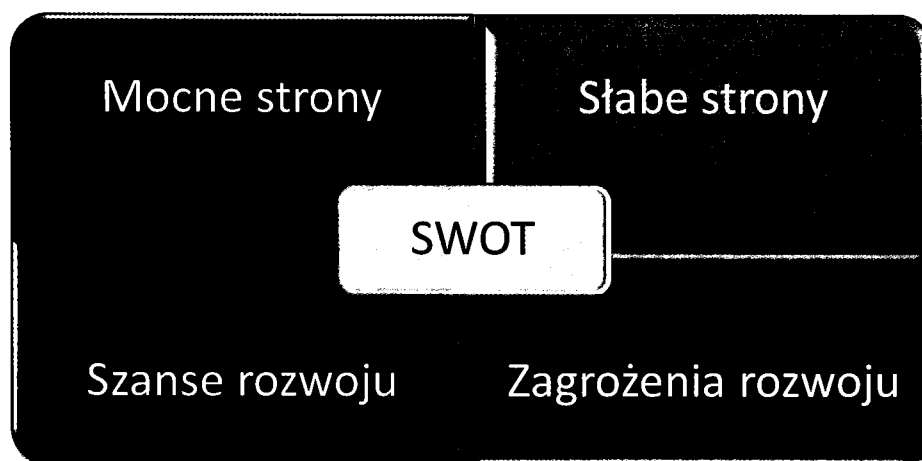 Mocne strony
Słabe strony
SWOT
Szanse rozwoju
Zagrożenia rozwoju